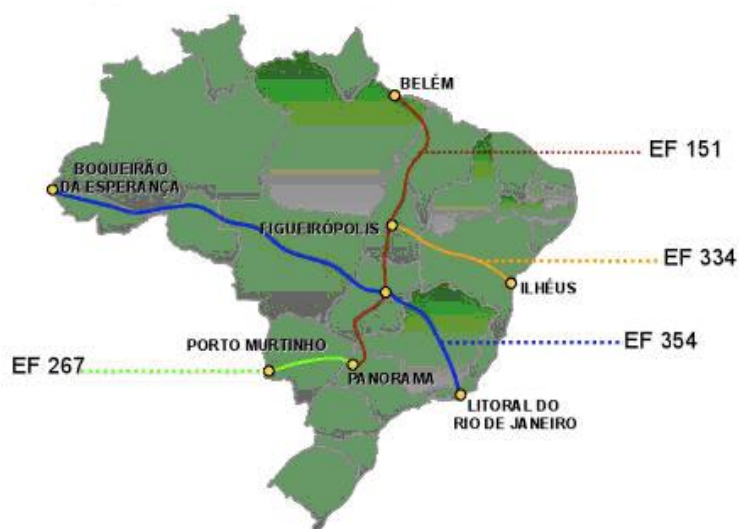 BELÉM
EF 151
BOQUEIRÃO
DA ESPERANÇA
FIGUEIRÓPOLIS
EF 334
ILHÉUS
EF 354
PORTO MURTINHO
EF 267
PANORAMA
LITORAL DO
RIO DE JANEIRO